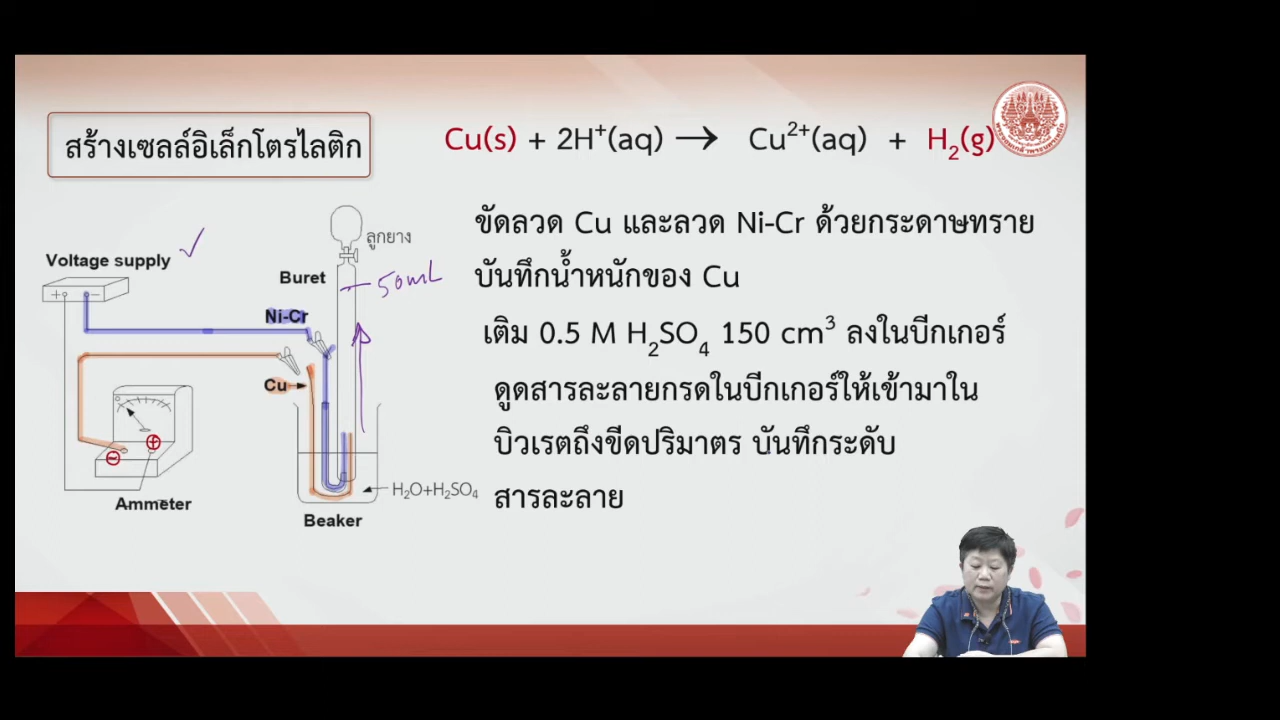 สร้างเซลล์อิเล็กโตรไลติก
Cu(s) + 2H⁺(aq) → Cu²⁺(aq) + H₂(g)
ขัดลวด Cu และลวด Ni-Cr ด้วยกระดาษทราย
บันทึกน้ำหนักของ Cu
เติม 0.5 M H₂SO₄ 150 cm³ ลงในบีกเกอร์
ดูดสารละลายกรดในบีกเกอร์ให้เข้ามาใน
บิวเรตถึงขีดปริมาตร บันทึกระดับ
สารละลาย
ลูกยาง
Voltage supply
Buret
50 mL
+ −
Ni-Cr
Cu
− +
H₂O+H₂SO₄
Ammeter
Beaker